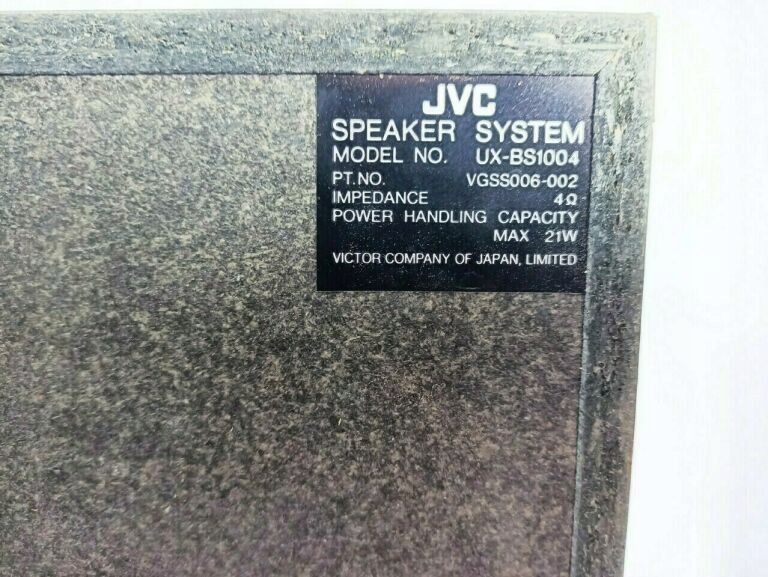 JVC
SPEAKER SYSTEM
MODEL NO. UX-BS1004
PT.NO. VGSS006-002
IMPEDANCE 4Ω
POWER HANDLING CAPACITY
MAX 21W
VICTOR COMPANY OF JAPAN, LIMITED